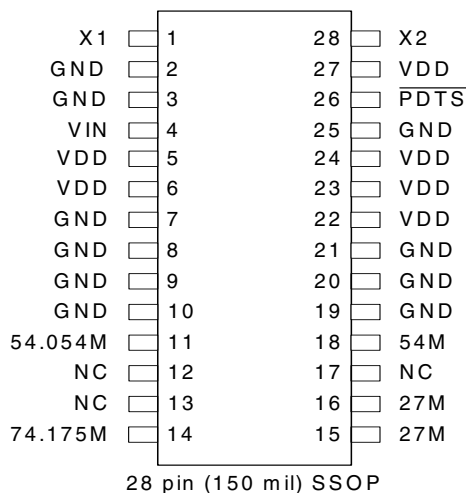 X1 1 28 X2
GND 2 27 VDD
GND 3 26 PDTS
VIN 4 25 GND
VDD 5 24 VDD
VDD 6 23 VDD
GND 7 22 VDD
GND 8 21 GND
GND 9 20 GND
GND 10 19 GND
54.054M 11 18 54M
NC 12 17 NC
NC 13 16 27M
74.175M 14 15 27M
28 pin (150 mil) SSOP